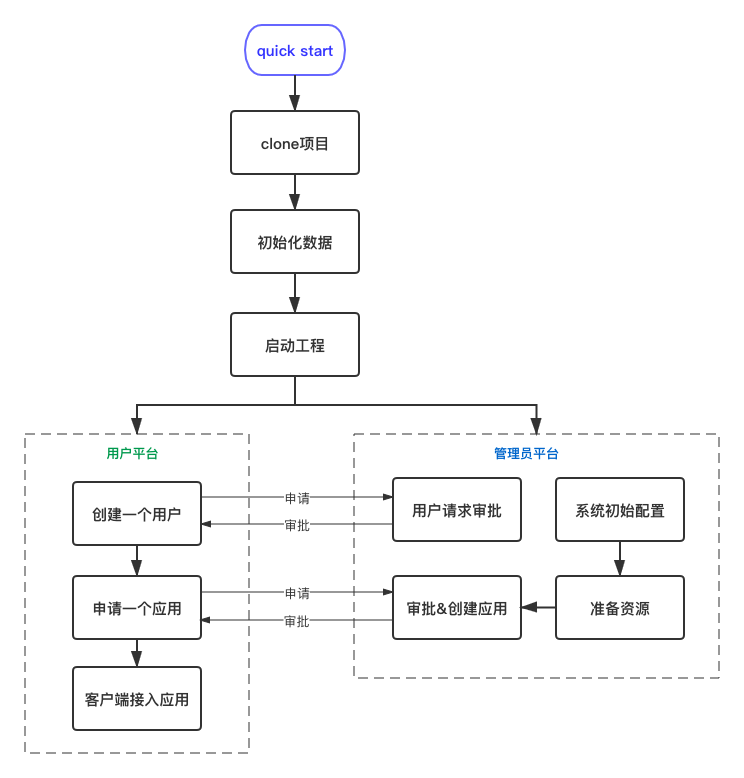 quick start
clone项目
初始化数据
启动工程
用户平台
管理员平台
创建一个用户
申请
审批
用户请求审批
系统初始配置
申请一个应用
申请
审批
审批&创建应用
准备资源
客户端接入应用